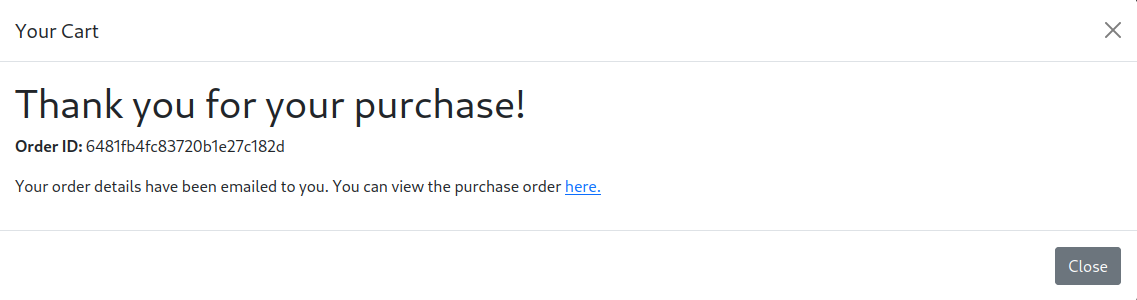 Your Cart
Thank you for your purchase!
Order ID: 6481fb4fc83720b1e27c182d
Your order details have been emailed to you. You can view the purchase order here.
Close